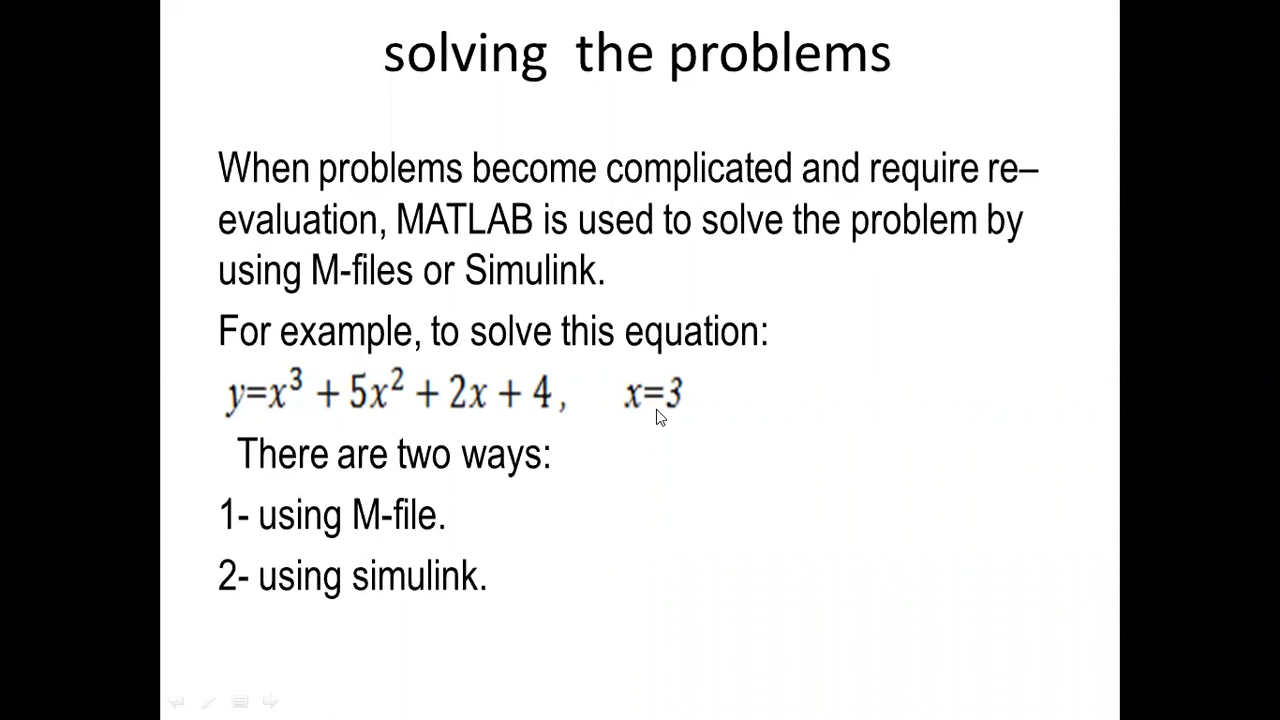 solving the problems
When problems become complicated and require re–
evaluation, MATLAB is used to solve the problem by
using M-files or Simulink.
For example, to solve this equation:
y=x³ + 5x² + 2x + 4, x=3
There are two ways:
1- using M-file.
2- using simulink.